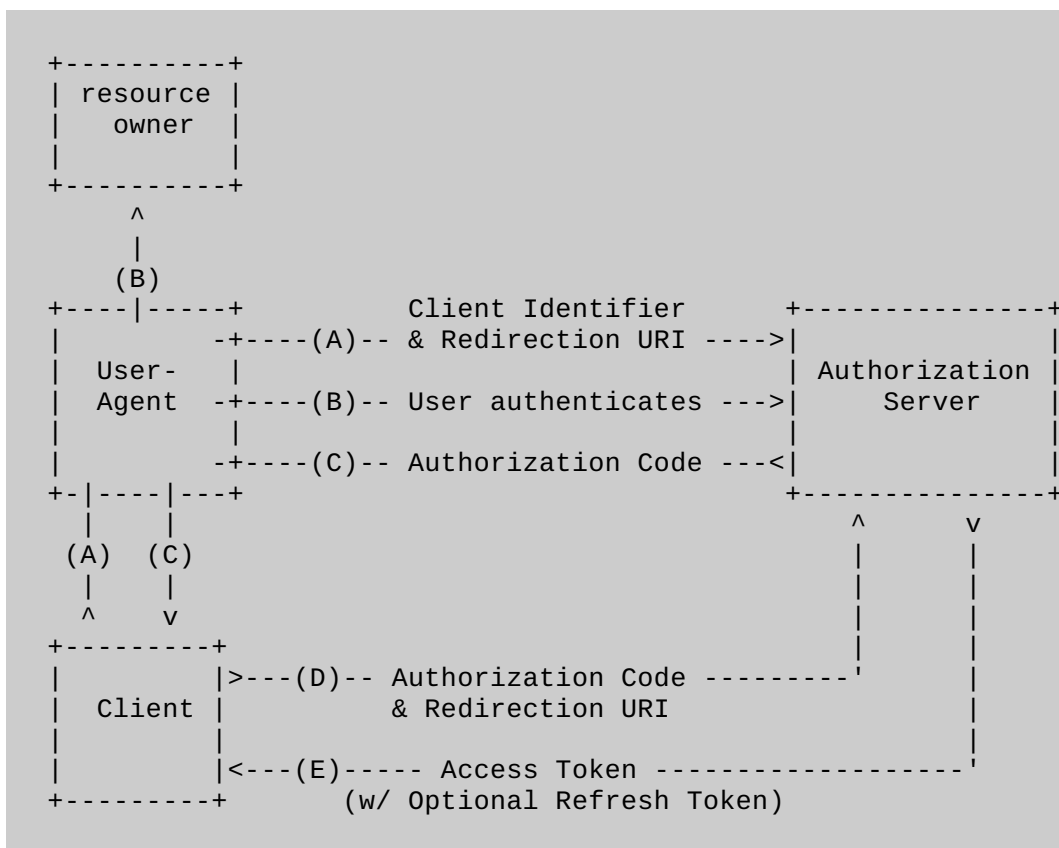 +----------+
| resource |
|   owner  |
|          |
+----------+
     ^
     |
    (B)
+----|-----+          Client Identifier      +---------------+
|         -+----(A)-- & Redirection URI ---->|               |
|  User-   |                                 | Authorization |
|  Agent  -+----(B)-- User authenticates --->|     Server    |
|          |                                 |               |
|         -+----(C)-- Authorization Code ---<|               |
+-|----|---+                                 +---------------+
  |    |                                         ^      v
 (A)  (C)                                        |      |
  |    |                                         |      |
  ^    v                                         |      |
+---------+                                      |      |
|         |>---(D)-- Authorization Code ---------'      |
|  Client |          & Redirection URI                  |
|         |                                             |
|         |<---(E)----- Access Token -------------------'
+---------+       (w/ Optional Refresh Token)